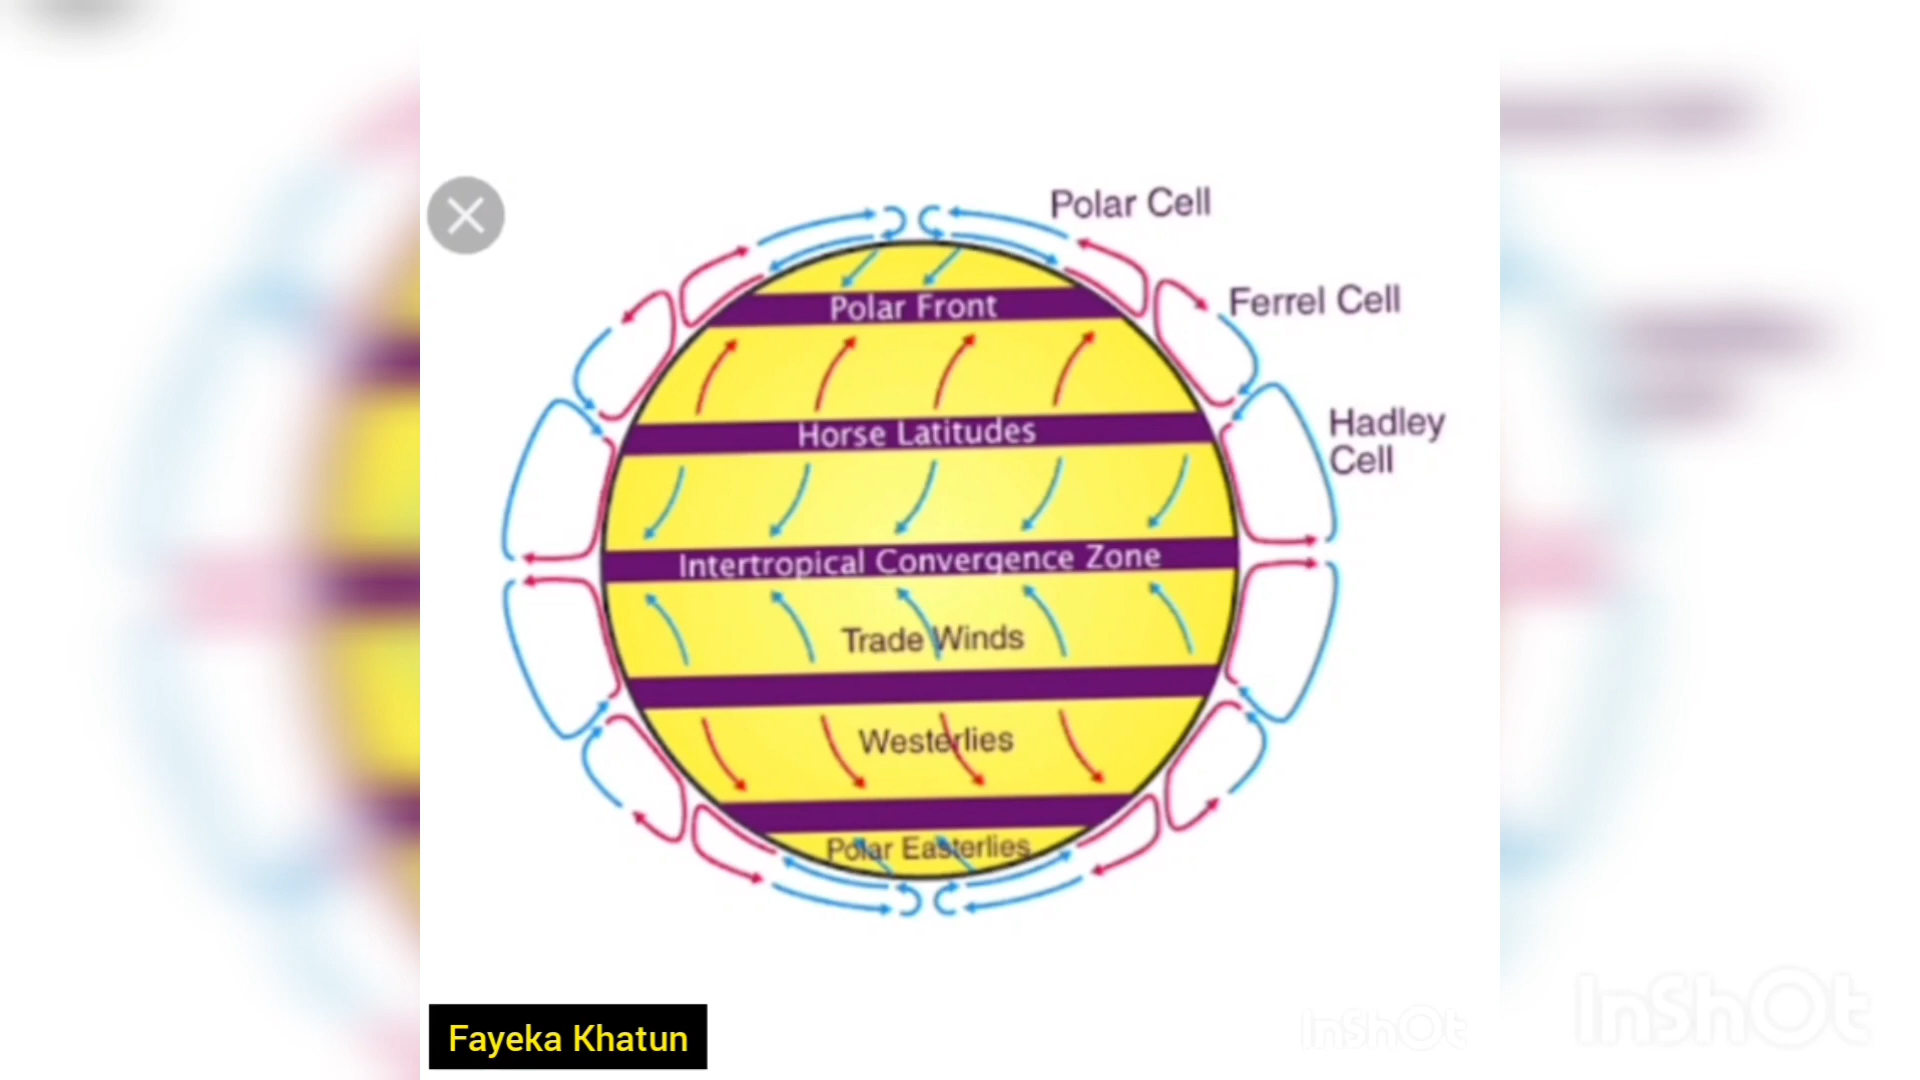 Polar Cell
Ferrel Cell
Polar Front
Hadley
Cell
Horse Latitudes
Intertropical Convergence Zone
Trade Winds
Westerlies
Polar Easterlies
Fayeka Khatun
InShOt
InShOt